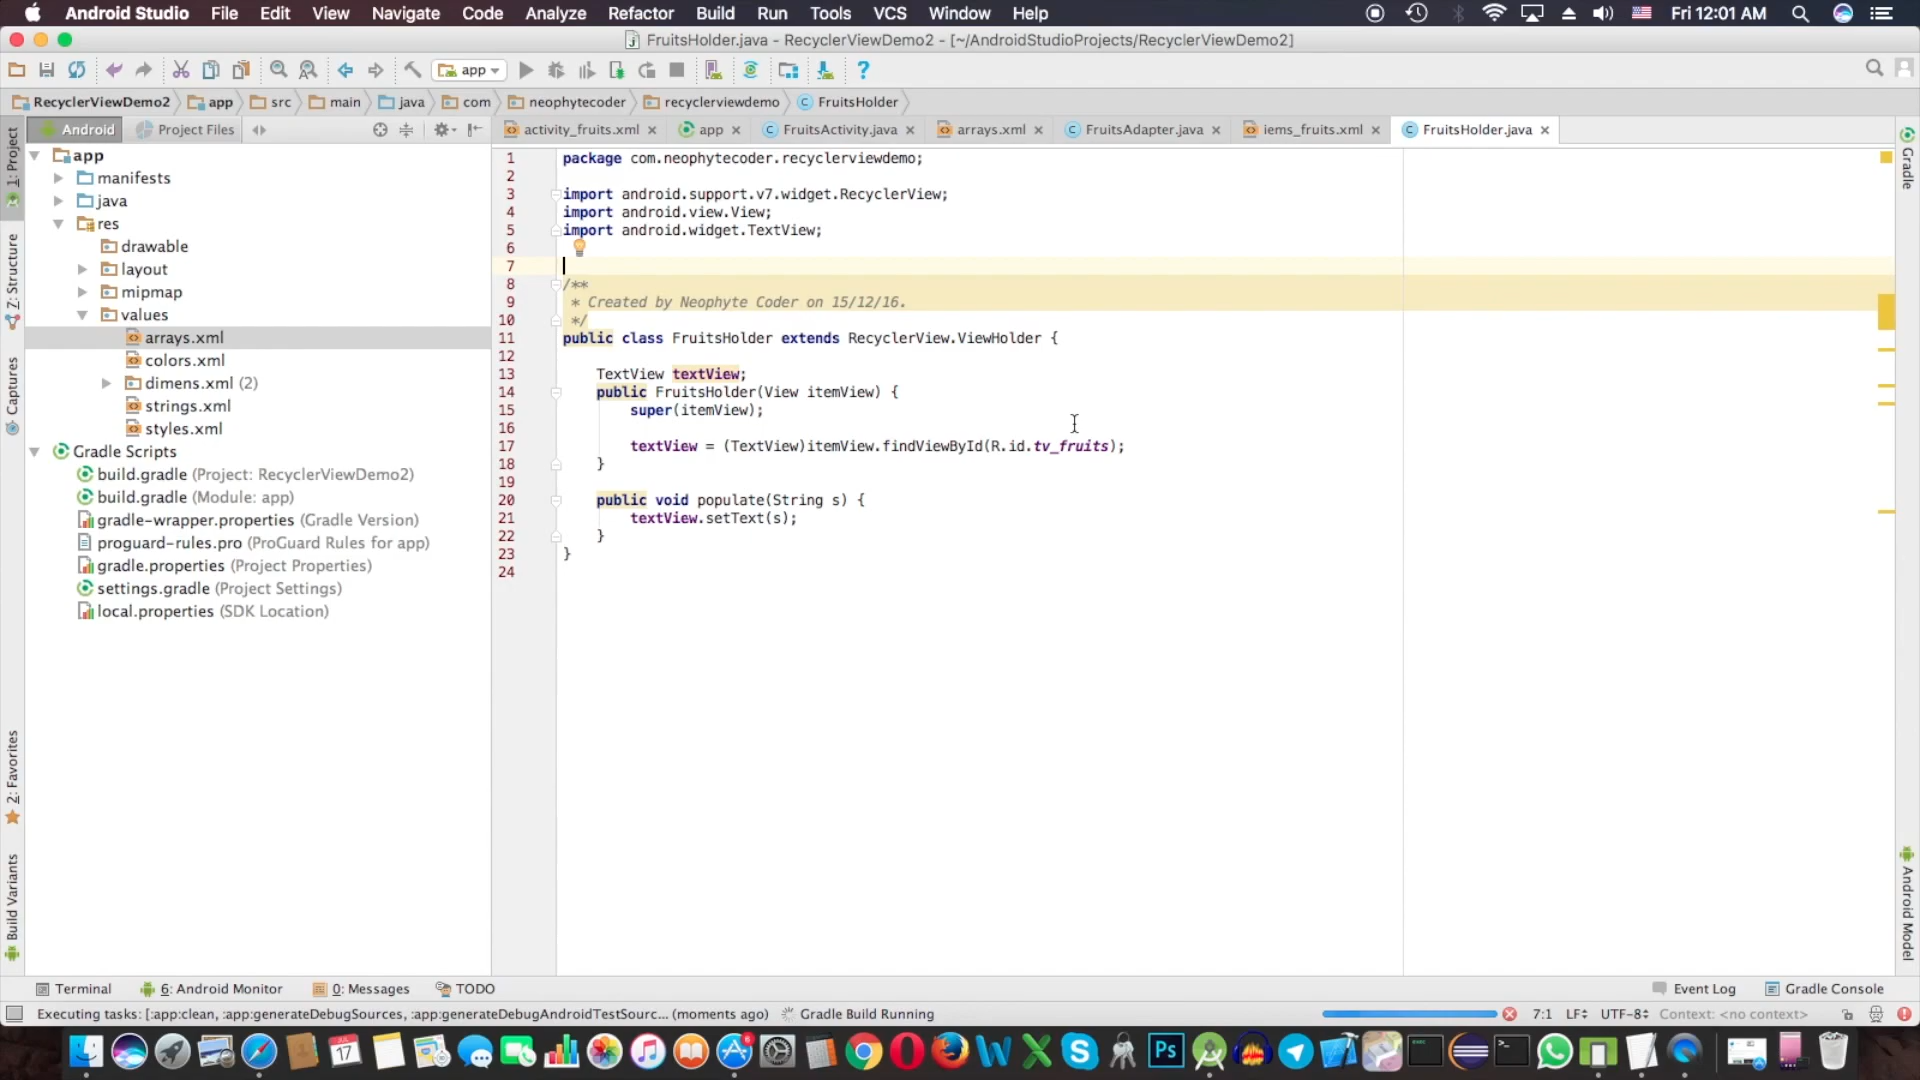 Android Studio File Edit View Navigate Code Analyze Refactor Build Run Tools VCS Window Help Fri 12:01 AM
FruitsHolder.java - RecyclerViewDemo2 - [~/AndroidStudioProjects/RecyclerViewDemo2]
app
RecyclerViewDemo2 app src main java com neophytecoder recyclerviewdemo FruitsHolder
Android Project Files
activity_fruits.xml app FruitsActivity.java arrays.xml FruitsAdapter.java iems_fruits.xml FruitsHolder.java
1: Project
Z: Structure
Captures
2: Favorites
Build Variants
app
manifests
java
res
drawable
layout
mipmap
values
arrays.xml
colors.xml
dimens.xml (2)
strings.xml
styles.xml
Gradle Scripts
build.gradle (Project: RecyclerViewDemo2)
build.gradle (Module: app)
gradle-wrapper.properties (Gradle Version)
proguard-rules.pro (ProGuard Rules for app)
gradle.properties (Project Properties)
settings.gradle (Project Settings)
local.properties (SDK Location)
1 package com.neophytecoder.recyclerviewdemo;
2
3 import android.support.v7.widget.RecyclerView;
4 import android.view.View;
5 import android.widget.TextView;
6
7
8 /**
9 * Created by Neophyte Coder on 15/12/16.
10 */
11 public class FruitsHolder extends RecyclerView.ViewHolder {
12
13 TextView textView;
14 public FruitsHolder(View itemView) {
15 super(itemView);
16
17 textView = (TextView)itemView.findViewById(R.id.tv_fruits);
18 }
19
20 public void populate(String s) {
21 textView.setText(s);
22 }
23 }
24
Gradle
Android Model
Terminal 6: Android Monitor 0: Messages TODO Event Log Gradle Console
Executing tasks: [:app:clean, :app:generateDebugSources, :app:generateDebugAndroidTestSourc... (moments ago) Gradle Build Running 7:1 LF UTF-8 Context: <no context>
17
Ps